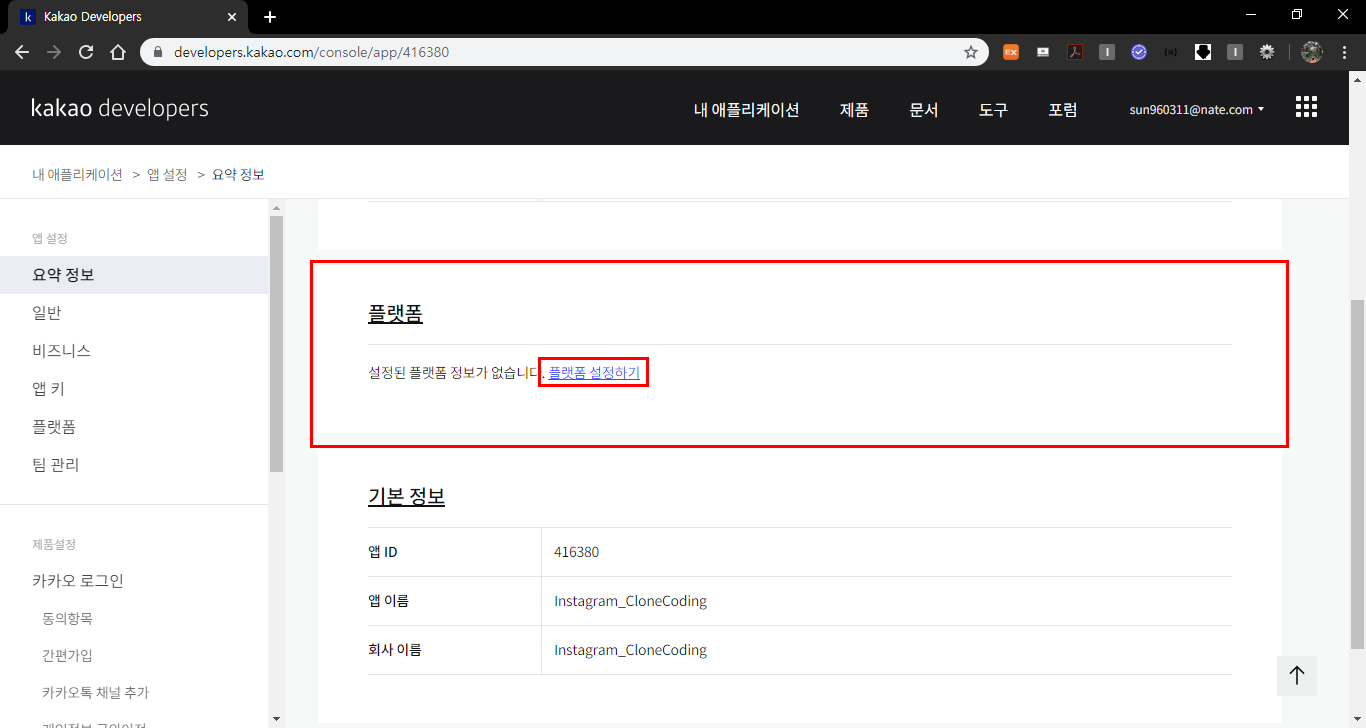 Kakao Developers
developers.kakao.com/console/app/416380
kakao developers
내 애플리케이션 제품 문서 도구 포럼 sun960311@nate.com
내 애플리케이션 > 앱 설정 > 요약 정보
앱 설정
요약 정보
일반
비즈니스
앱 키
플랫폼
팀 관리
제품설정
카카오 로그인
동의항목
간편가입
카카오톡 채널 추가
플랫폼
설정된 플랫폼 정보가 없습니다. 플랫폼 설정하기
기본 정보
앱 ID 416380
앱 이름 Instagram_CloneCoding
회사 이름 Instagram_CloneCoding